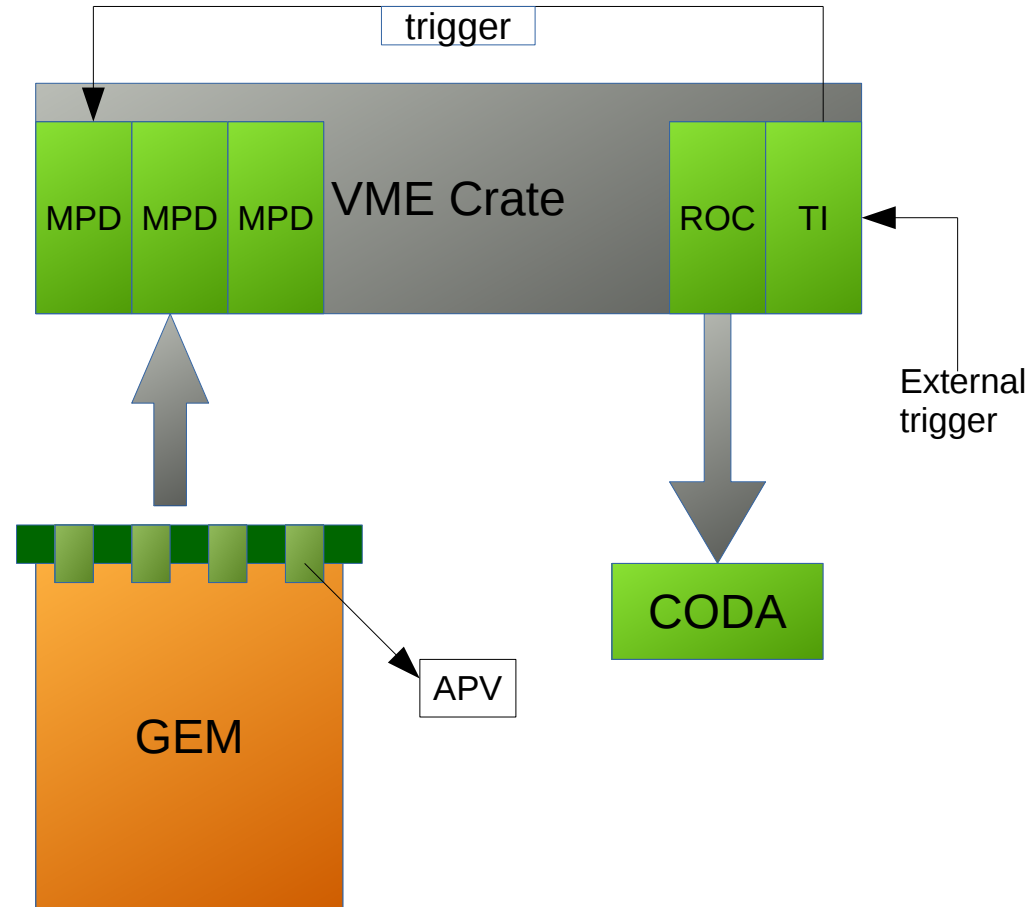 trigger
MPD
MPD
MPD
VME Crate
ROC
TI
External
trigger
CODA
APV
GEM